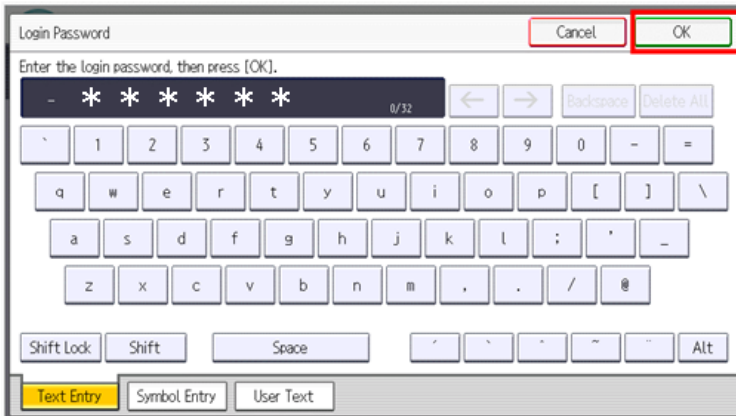 Login Password Cancel OK
Enter the login password, then press [OK].
_ * * * * * * 0/32 ← → Backspace Delete All
` 1 2 3 4 5 6 7 8 9 0 - =
q w e r t y u i o p [ ] \
a s d f g h j k l ; ' _
z x c v b n m , . / @
Shift Lock Shift Space ´ ` ^ ~ ¨ Alt
Text Entry Symbol Entry User Text